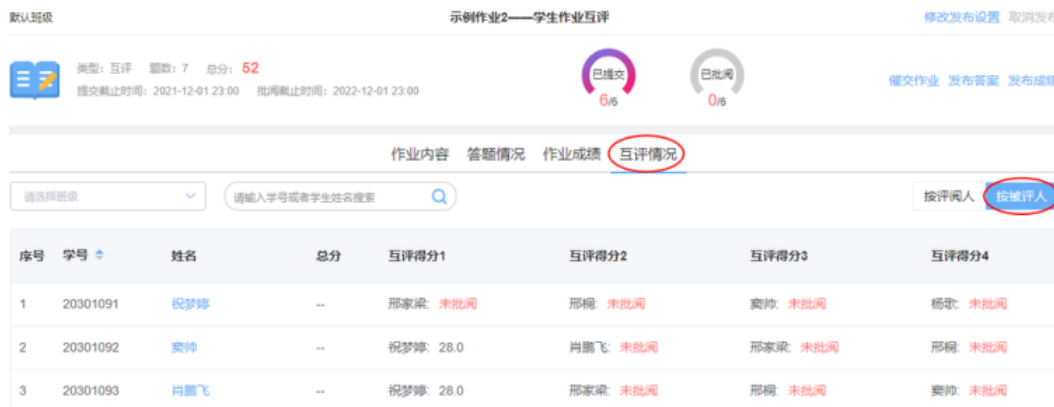 默认班级 示例作业2——学生作业互评 修改发布设置 取消发布
类型：互评 题数：7 总分：52 已提交 已批阅
提交截止时间：2021-12-01 23:00 批阅截止时间：2022-12-01 23:00 6/6 0/6 催交作业 发布答案 发布成绩
作业内容 答题情况 作业成绩 互评情况
请选择班级 请输入学号或者学生姓名搜索 按评阅人 按被评人
序号 学号 姓名 总分 互评得分1 互评得分2 互评得分3 互评得分4
1 20301091 祝梦婷 -- 邢家梁: 未批阅 邢桐: 未批阅 窦帅: 未批阅 杨歌: 未批阅
2 20301092 窦帅 -- 祝梦婷: 28.0 肖鹏飞: 未批阅 邢家梁: 未批阅 邢桐: 未批阅
3 20301093 肖鹏飞 -- 祝梦婷: 28.0 邢家梁: 未批阅 邢桐: 未批阅 窦帅: 未批阅